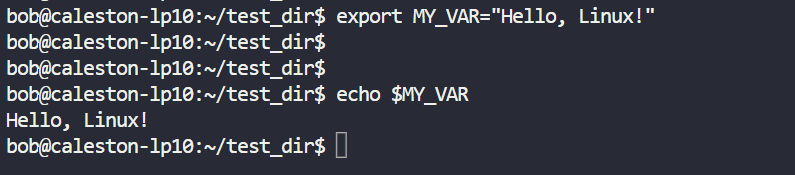 bob@caleston-lp10:~/test_dir$ export MY_VAR="Hello, Linux!"
bob@caleston-lp10:~/test_dir$
bob@caleston-lp10:~/test_dir$
bob@caleston-lp10:~/test_dir$ echo $MY_VAR
Hello, Linux!
bob@caleston-lp10:~/test_dir$